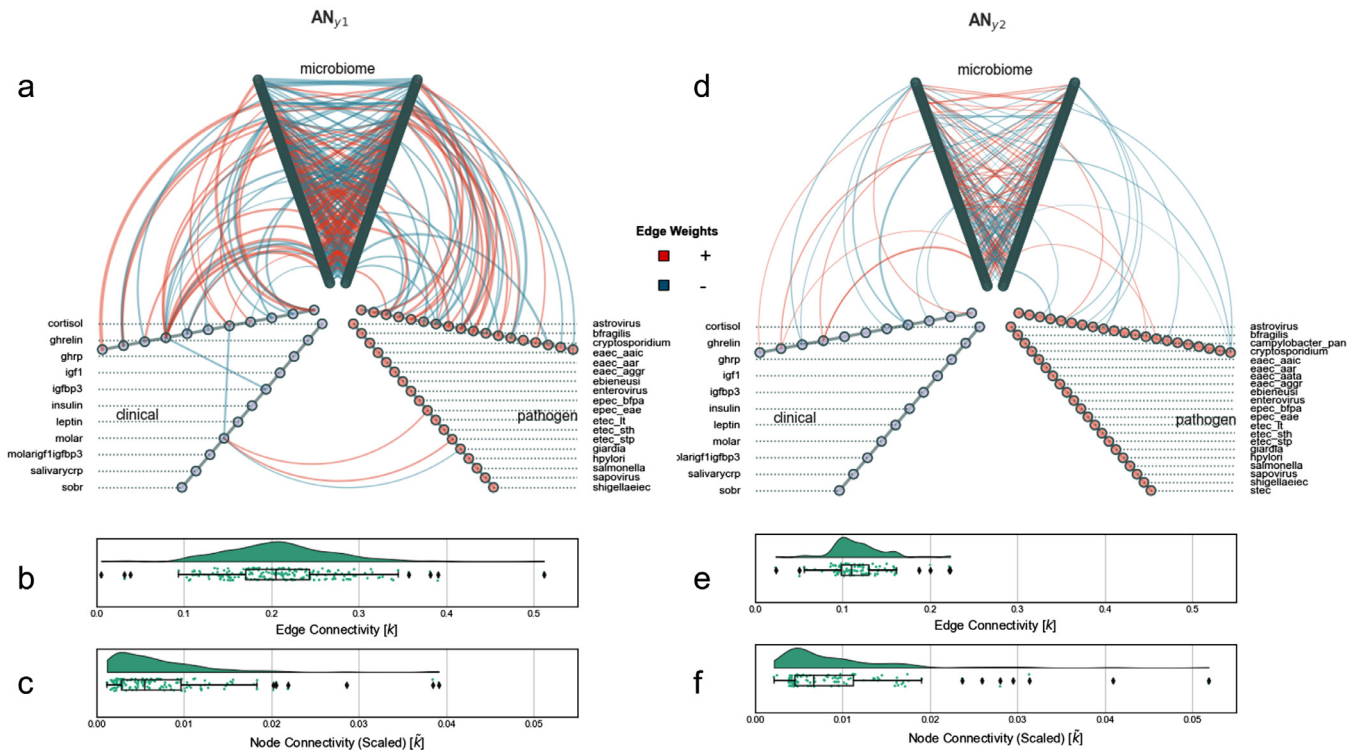 AN y1
AN y2
a
microbiome
d
microbiome
Edge Weights
+
-
cortisol
ghrelin
ghrp
igf1
igfbp3
insulin
leptin
molar
molarigf1igfbp3
salivarycrp
sobr
clinical
pathogen
astrovirus
bfragilis
cryptosporidium
eaec_aaic
eaec_aar
eaec_aggr
ebieneusi
enterovirus
epec_bfpa
epec_eae
etec_lt
etec_sth
etec_stp
giardia
hpylori
salmonella
sapovirus
shigellaeiec
cortisol
ghrelin
ghrp
igf1
igfbp3
insulin
leptin
molar
olarigf1igfbp3
salivarycrp
sobr
clinical
pathogen
astrovirus
bfragilis
campylobacter_pan
cryptosporidium
eaec_aaic
eaec_aar
eaec_aata
eaec_aggr
ebieneusi
enterovirus
epec_bfpa
epec_eae
etec_lt
etec_sth
etec_stp
giardia
hpylori
salmonella
sapovirus
shigellaeiec
stec
b
0.0 0.1 0.2 0.3 0.4 0.5
Edge Connectivity [k]
e
0.0 0.1 0.2 0.3 0.4 0.5
Edge Connectivity [k]
c
0.00 0.01 0.02 0.03 0.04 0.05
Node Connectivity (Scaled) [k̃]
f
0.00 0.01 0.02 0.03 0.04 0.05
Node Connectivity (Scaled) [k̃]